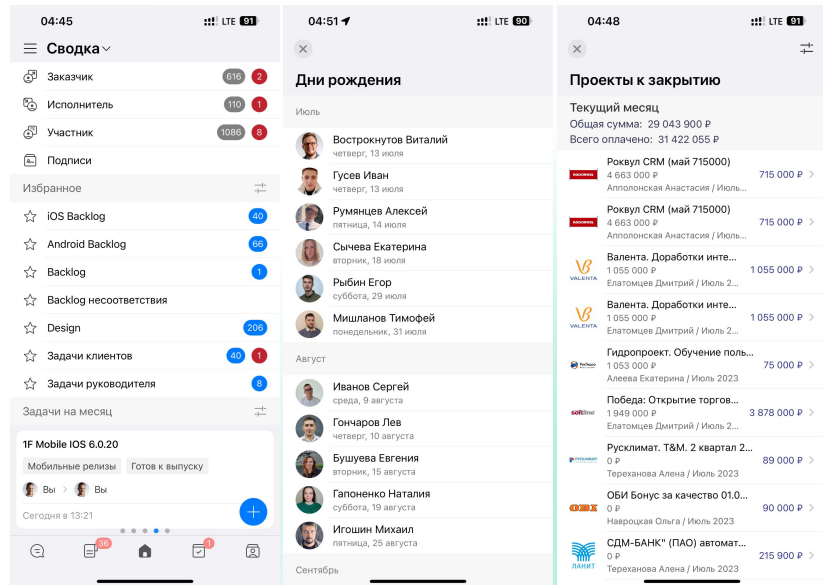 04:45
LTE 91
Сводка
Заказчик 616 2
Исполнитель 110 1
Участник 1086 8
Подписи
Избранное
iOS Backlog 40
Android Backlog 66
Backlog 1
Backlog несоответствия
Design 206
Задачи клиентов 40 1
Задачи руководителя 8
Задачи на месяц
1F Mobile IOS 6.0.20
Мобильные релизы Готов к выпуску
Вы > Вы
Сегодня в 13:21
36 1
04:51
LTE 90
Дни рождения
Июль
Вострокнутов Виталий
четверг, 13 июля
Гусев Иван
четверг, 13 июля
Румянцев Алексей
пятница, 14 июля
Сычева Екатерина
вторник, 18 июля
Рыбин Егор
суббота, 29 июля
Мишланов Тимофей
понедельник, 31 июля
Август
Иванов Сергей
среда, 9 августа
Гончаров Лев
четверг, 10 августа
Бушуева Евгения
вторник, 15 августа
Гапоненко Наталия
суббота, 19 августа
Игошин Михаил
пятница, 25 августа
Сентябрь
04:48
LTE 91
Проекты к закрытию
Текущий месяц
Общая сумма: 29 043 900 ₽
Всего оплачено: 31 422 055 ₽
Роквул CRM (май 715000)
ROCKWOOL 4 663 000 ₽ 715 000 ₽
Апполонская Анастасия / Июль...
Роквул CRM (май 715000)
ROCKWOOL 4 663 000 ₽ 715 000 ₽
Апполонская Анастасия / Июль...
Валента. Доработки инте...
VALENTA 1 055 000 ₽ 1 055 000 ₽
Елатомцев Дмитрий / Июль 2...
Валента. Доработки инте...
VALENTA 1 055 000 ₽ 1 055 000 ₽
Елатомцев Дмитрий / Июль 2...
Гидропроект. Обучение поль...
РусГидро 1 053 000 ₽ 75 000 ₽
Алеева Екатерина / Июль 2023
Победа: Открытие торгов...
softline 1 949 000 ₽ 3 878 000 ₽
Елатомцев Дмитрий / Июль 2...
Русклимат. T&M. 2 квартал 2...
РУСКЛИМАТ 0 ₽ 89 000 ₽
Тереханова Алена / Июль 2023
ОБИ Бонус за качество 01.0...
OBI 0 ₽ 90 000 ₽
Навроцкая Ольга / Июль 2023
СДМ-БАНК" (ПАО) автомат...
ЛАНИТ 0 ₽ 215 900 ₽
Тереханова Алена / Июль 2023